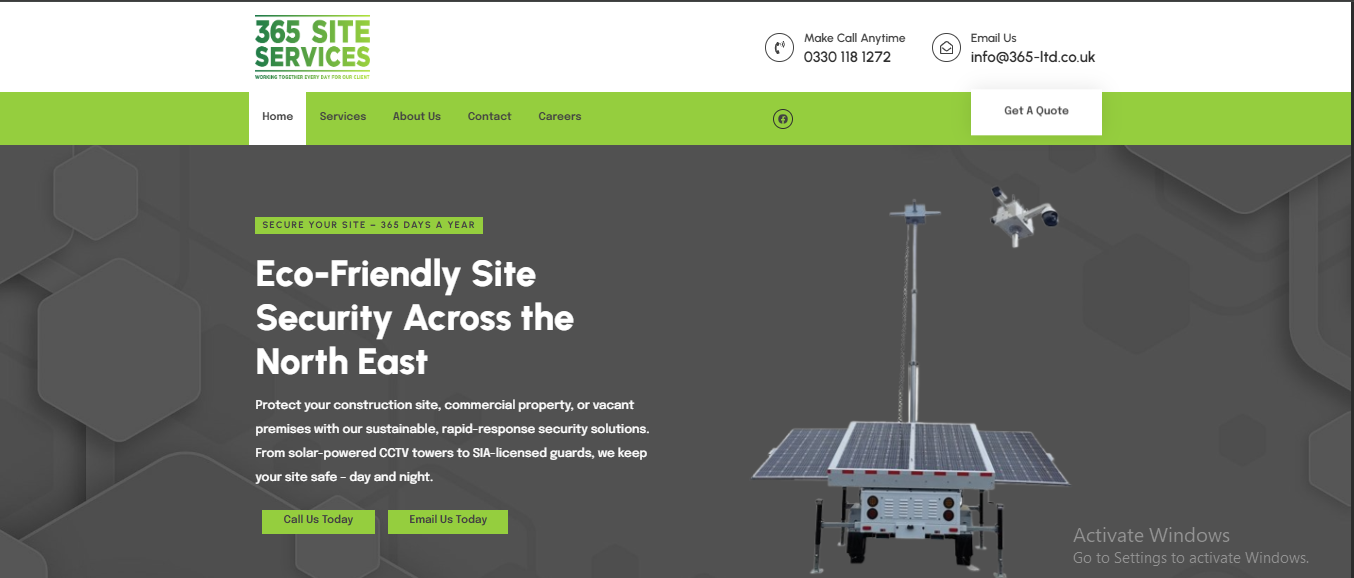 365 SITE
SERVICES
WORKING TOGETHER EVERY DAY FOR OUR CLIENT
Make Call Anytime
0330 118 1272
Email Us
info@365-ltd.co.uk
Home
Services
About Us
Contact
Careers
Get A Quote
SECURE YOUR SITE – 365 DAYS A YEAR
Eco-Friendly Site
Security Across the
North East
Protect your construction site, commercial property, or vacant
premises with our sustainable, rapid-response security solutions.
From solar-powered CCTV towers to SIA-licensed guards, we keep
your site safe – day and night.
Call Us Today
Email Us Today
Activate Windows
Go to Settings to activate Windows.